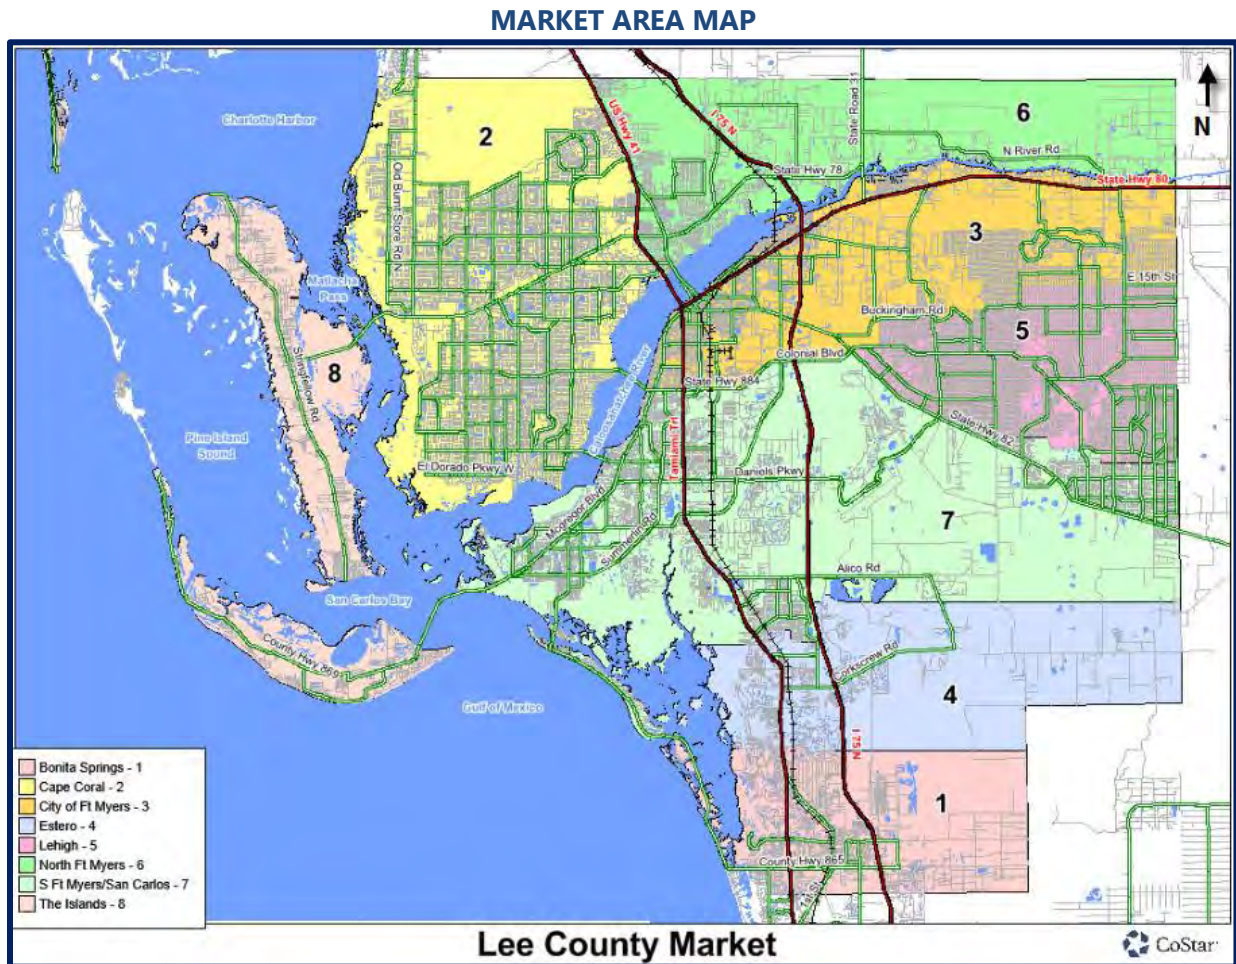 MARKET AREA MAP
6
2
N
Charlotte Harbor
US Hwy 41
I 75 N
State Road 31
N River Rd
State Hwy 78
State Hwy 80
Old Burnt Store Rd N
3
E 15th St
Matlacha
Pass
Buckingham Rd
5
Colonial Blvd
8
Stringfellow Rd
State Hwy 884
Caloosahatchee River
State Hwy 82
Pine Island
Sound
Tamiami Trl
El Dorado Pkwy W
Daniels Pkwy
Mcgregor Blvd
Summerlin Rd
7
Alico Rd
San Carlos Bay
County Hwy 869
Corkscrew Rd
4
Gulf of Mexico
I 75 N
Bonita Springs - 1
Cape Coral - 2
City of Ft Myers - 3
Estero - 4
Lehigh - 5
North Ft Myers - 6
S Ft Myers/San Carlos - 7
The Islands - 8
1
County Hwy 865
1st St
Lee County Market
CoStar